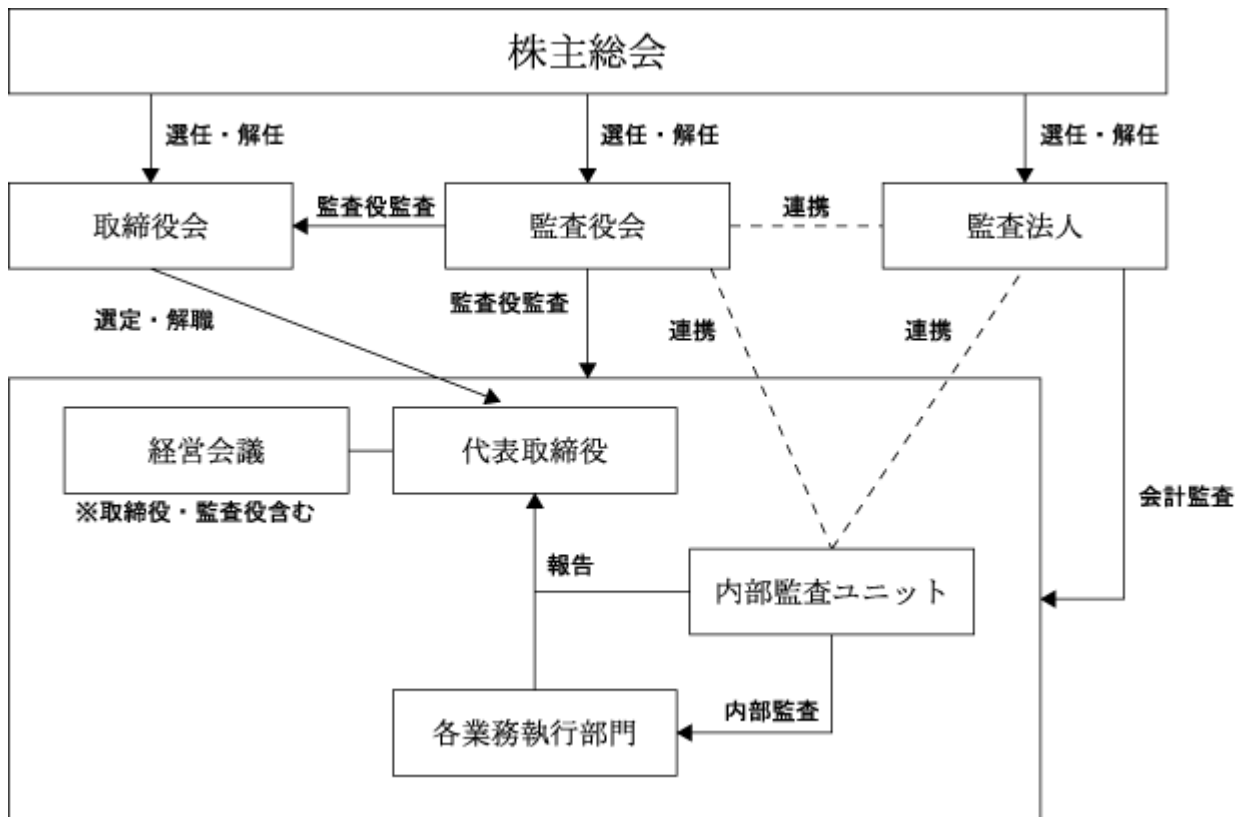 株主総会
選任・解任
選任・解任
選任・解任
取締役会
監査役監査
監査役会
連携
監査法人
選定・解職
監査役監査
連携
連携
経営会議
代表取締役
※取締役・監査役含む
会計監査
報告
内部監査ユニット
各業務執行部門
内部監査